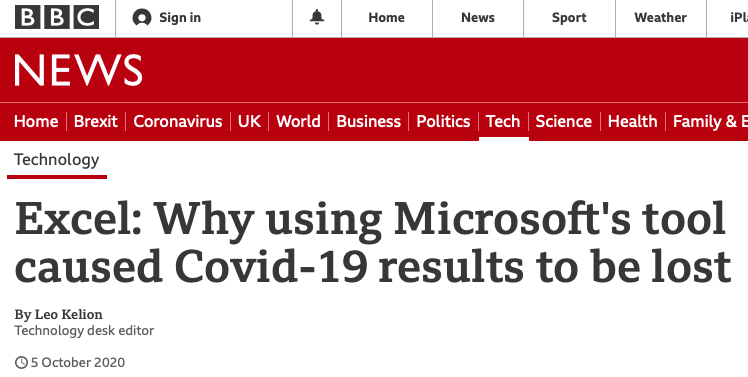 BBC Sign in Home News Sport Weather
NEWS
Home Brexit Coronavirus UK World Business Politics Tech Science Health Family &
Technology
Excel: Why using Microsoft's tool
caused Covid-19 results to be lost
By Leo Kelion
Technology desk editor
5 October 2020